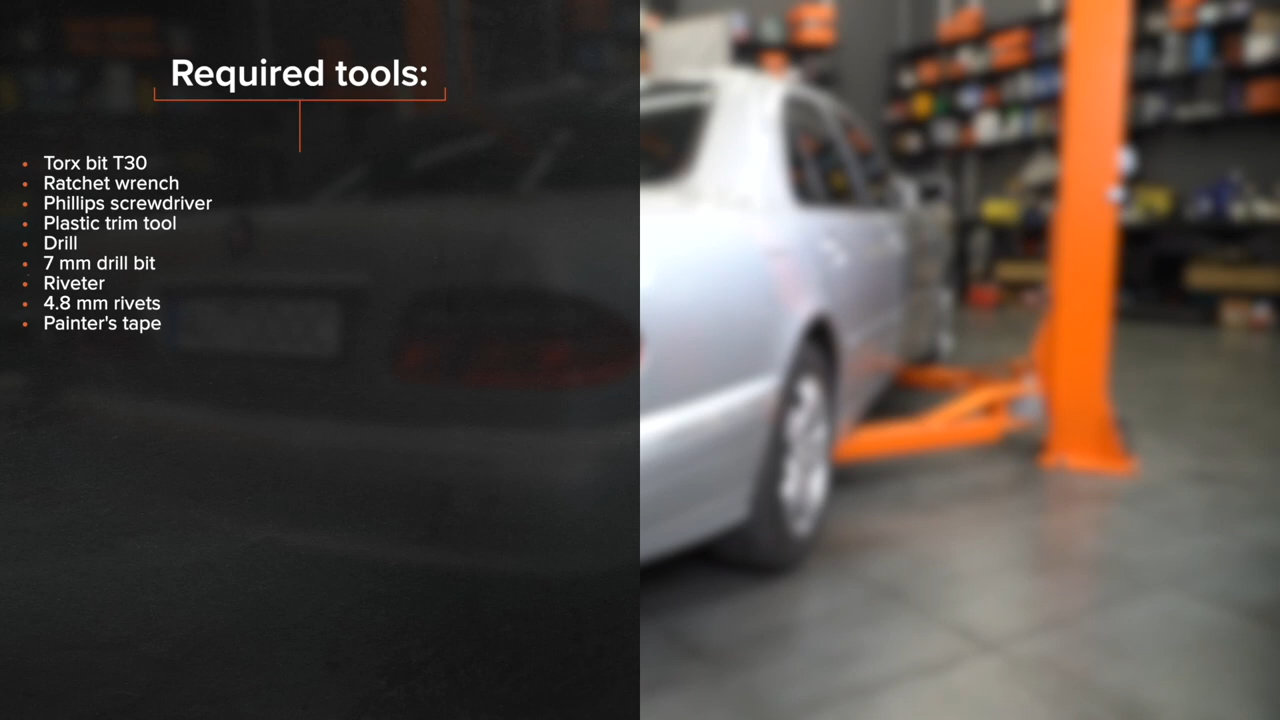 Required tools:
Torx bit T30
Ratchet wrench
Phillips screwdriver
Plastic trim tool
Drill
7 mm drill bit
Riveter
4.8 mm rivets
Painter's tape